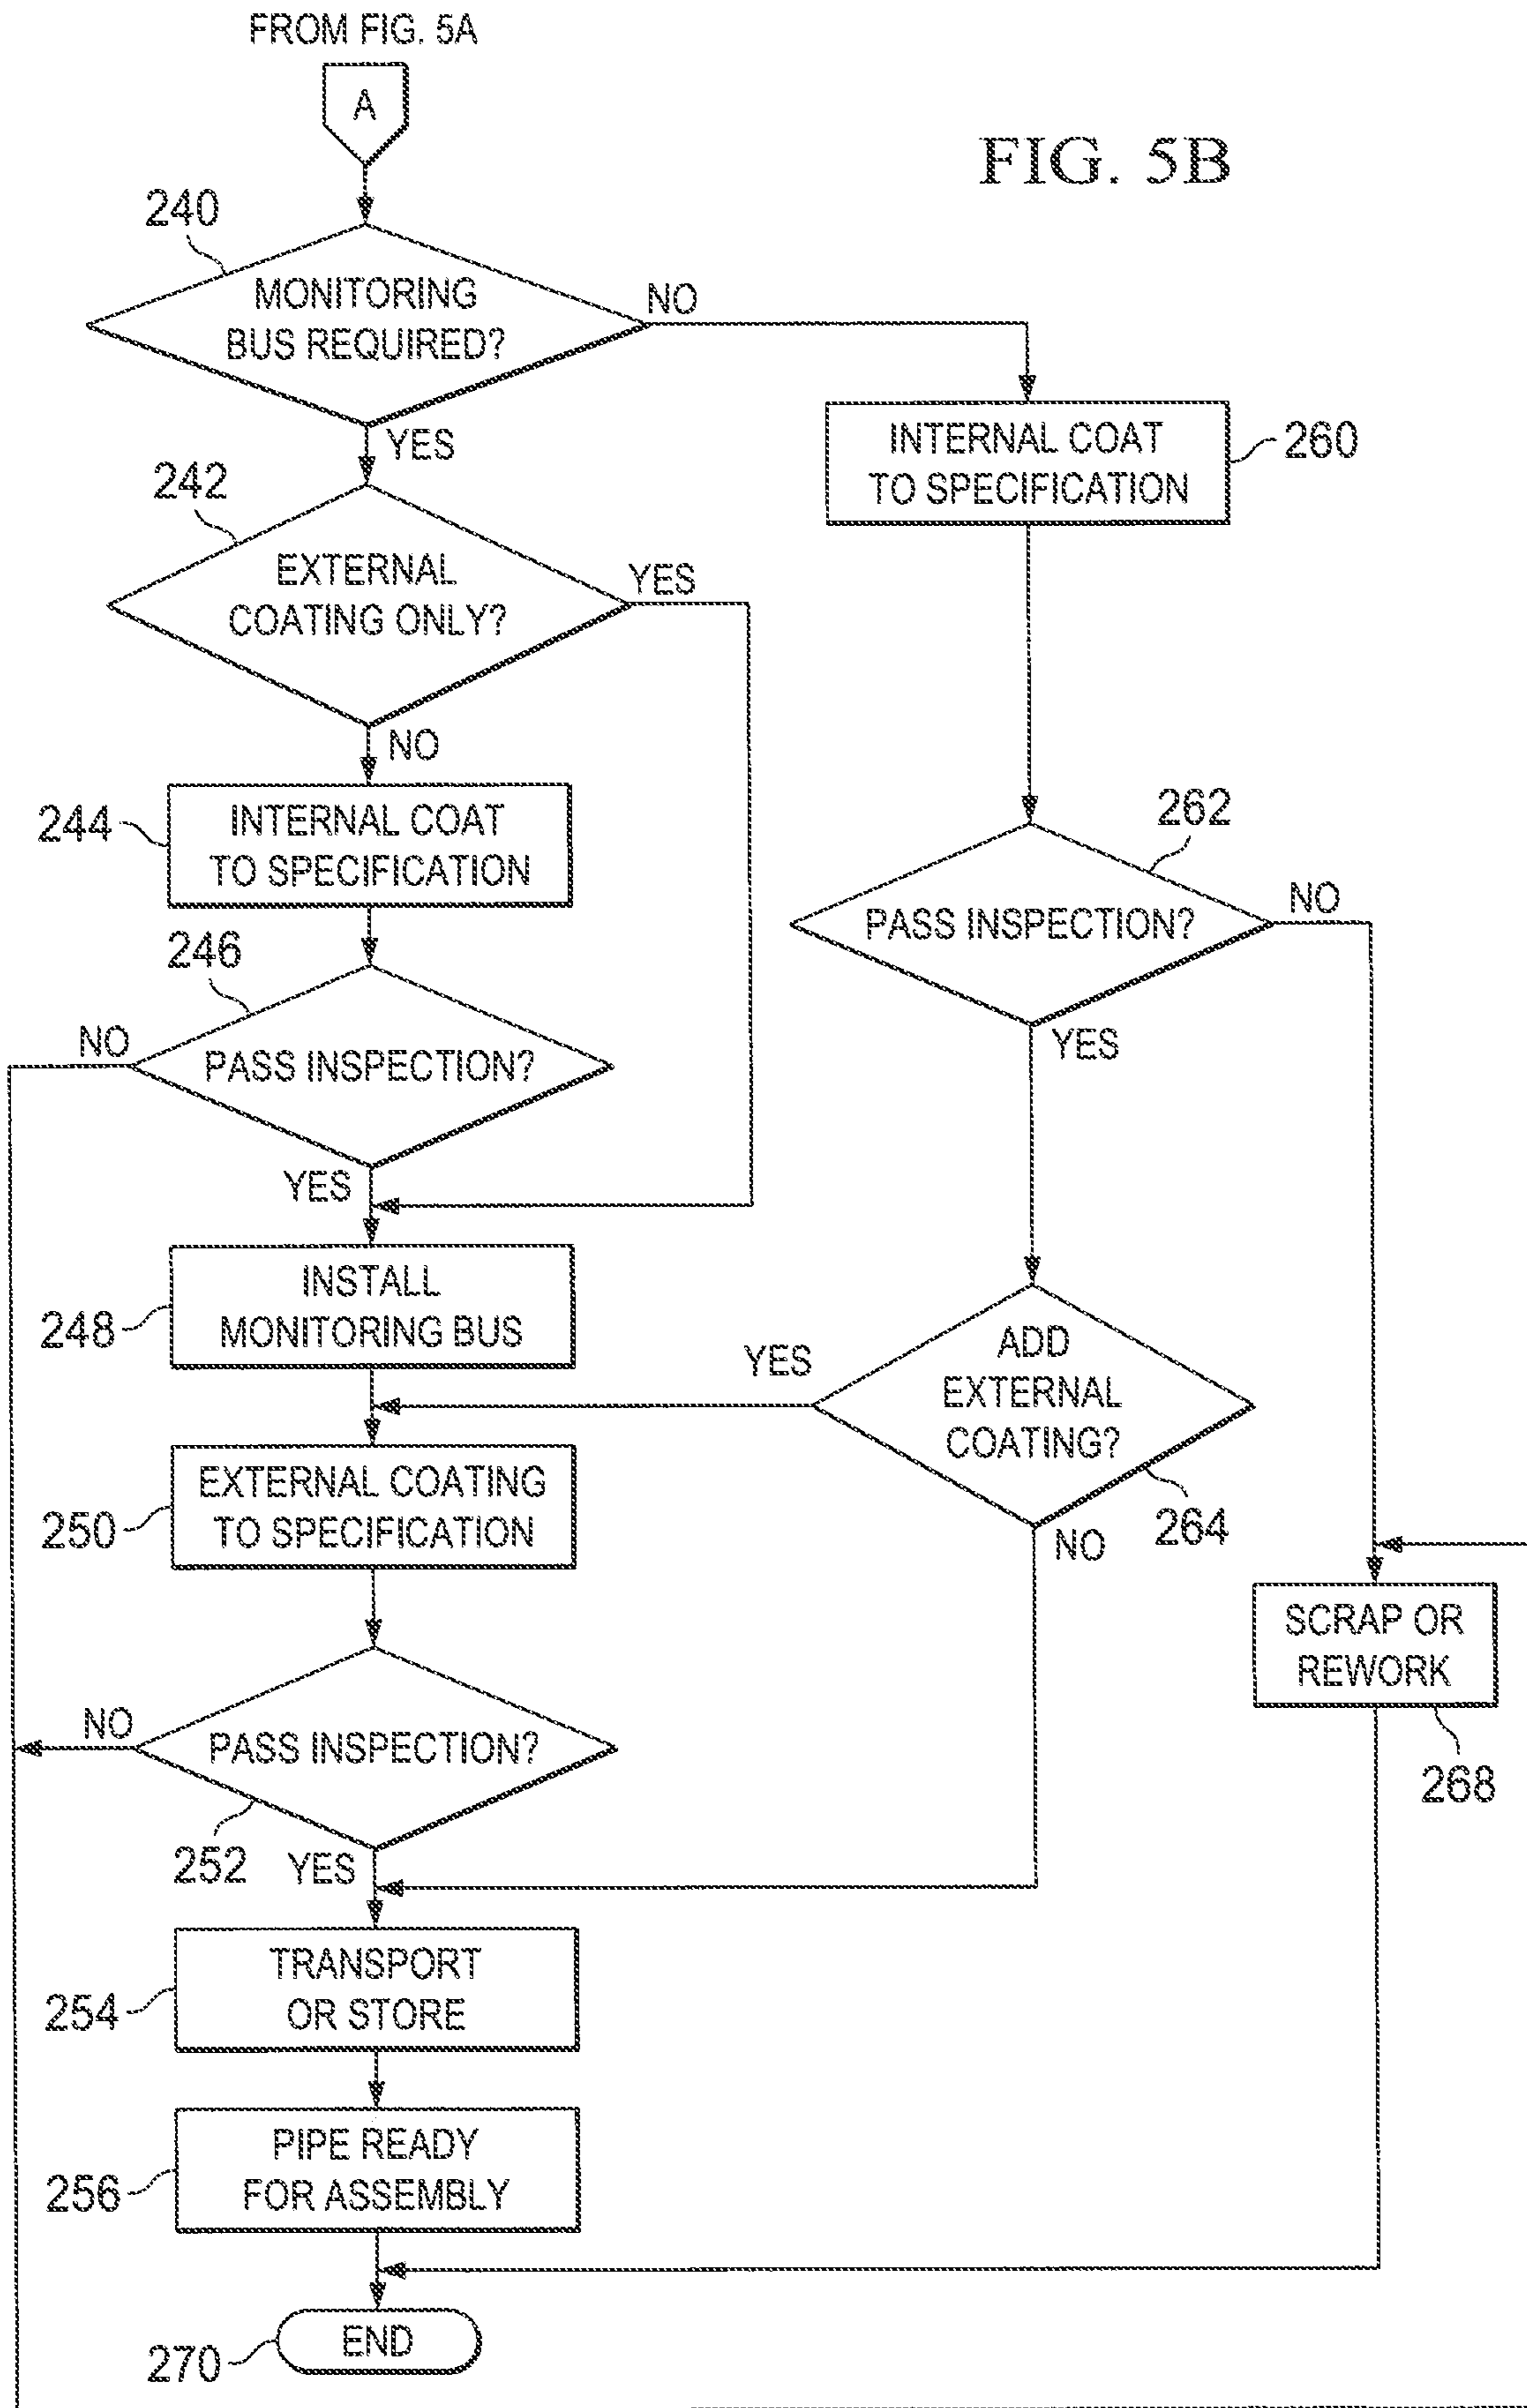 FROM FIG. 5A
A
FIG. 5B
240
MONITORING
BUS REQUIRED?
NO
YES
INTERNAL COAT
TO SPECIFICATION
260
242
EXTERNAL
COATING ONLY?
YES
NO
244
INTERNAL COAT
TO SPECIFICATION
262
PASS INSPECTION?
NO
YES
246
NO
PASS INSPECTION?
YES
248
INSTALL
MONITORING BUS
YES
ADD
EXTERNAL
COATING?
264
NO
250
EXTERNAL COATING
TO SPECIFICATION
SCRAP OR
REWORK
268
NO
PASS INSPECTION?
252
YES
254
TRANSPORT
OR STORE
256
PIPE READY
FOR ASSEMBLY
270
END